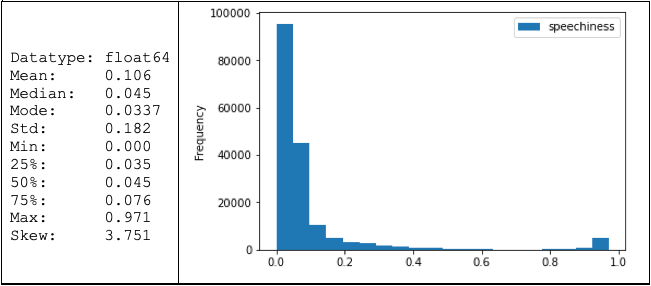 Datatype: float64
Mean: 0.106
Median: 0.045
Mode: 0.0337
Std: 0.182
Min: 0.000
25%: 0.035
50%: 0.045
75%: 0.076
Max: 0.971
Skew: 3.751
speechiness
Frequency
100000
80000
60000
40000
20000
0
0.0 0.2 0.4 0.6 0.8 1.0